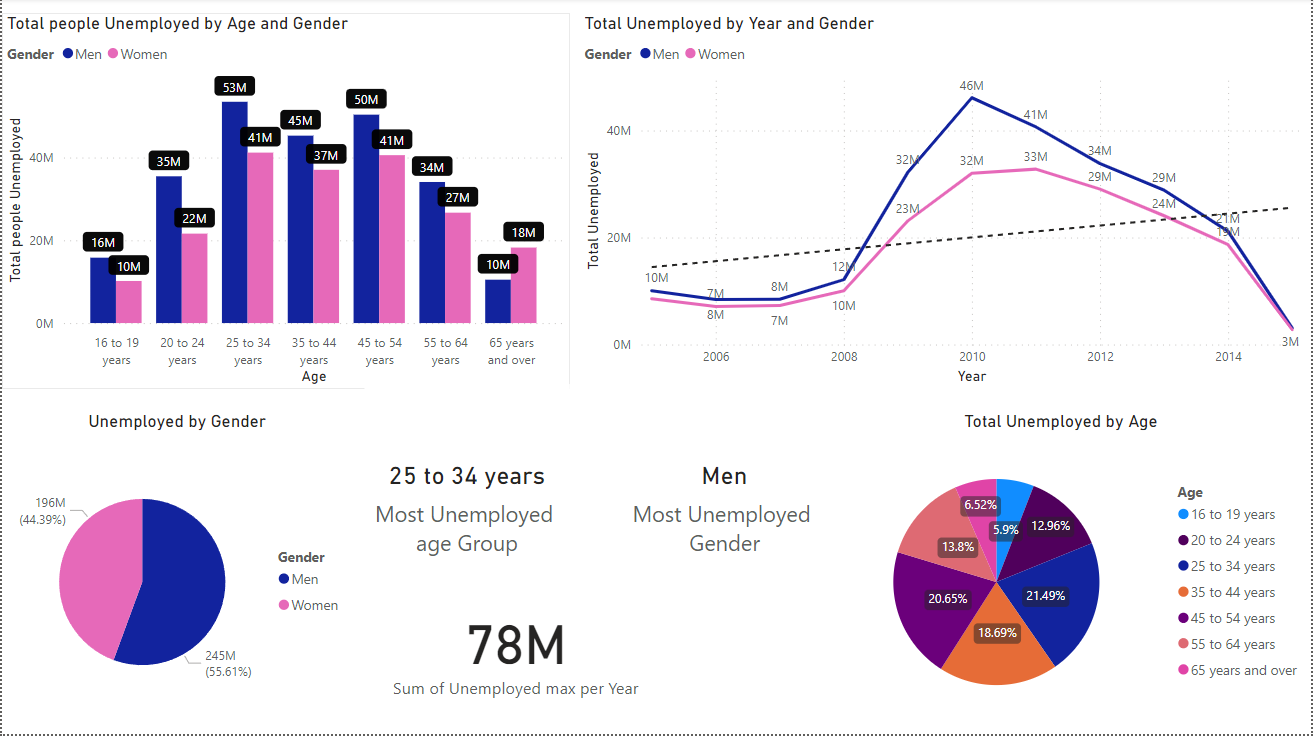 Total people Unemployed by Age and Gender
Gender Men Women
Total people Unemployed
40M
20M
0M
16M
10M
35M
22M
53M
41M
45M
37M
50M
41M
34M
27M
10M
18M
16 to 19 years
20 to 24 years
25 to 34 years
35 to 44 years
45 to 54 years
55 to 64 years
65 years and over
Age
Total Unemployed by Year and Gender
Gender Men Women
Total Unemployed
40M
20M
0M
10M
7M
8M
8M
7M
12M
10M
32M
23M
46M
32M
41M
33M
34M
29M
29M
24M
21M
19M
3M
2006
2008
2010
2012
2014
Year
Unemployed by Gender
196M
(44.39%)
245M
(55.61%)
Gender
Men
Women
25 to 34 years
Most Unemployed
age Group
Men
Most Unemployed
Gender
78M
Sum of Unemployed max per Year
Total Unemployed by Age
6.52%
5.9%
12.96%
13.8%
21.49%
20.65%
18.69%
Age
16 to 19 years
20 to 24 years
25 to 34 years
35 to 44 years
45 to 54 years
55 to 64 years
65 years and over